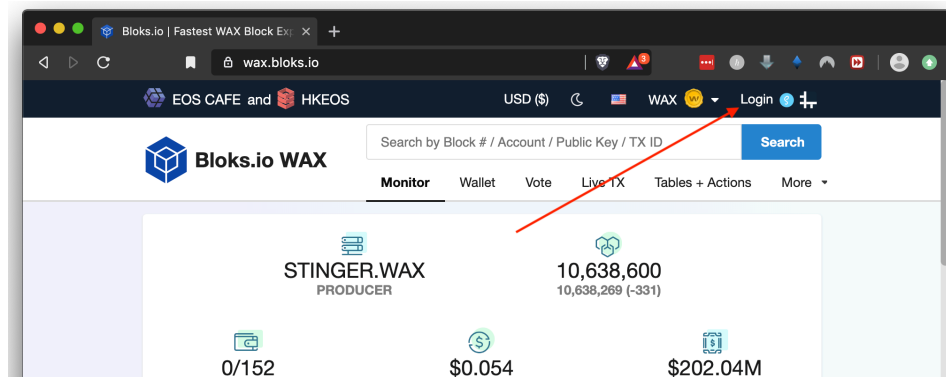 Bloks.io | Fastest WAX Block Exp
wax.bloks.io
3
EOS CAFE and HKEOS USD ($) WAX Login
Bloks.io WAX
Search by Block # / Account / Public Key / TX ID Search
Monitor Wallet Vote Live TX Tables + Actions More
STINGER.WAX 10,638,600
PRODUCER 10,638,269 (-331)
0/152 $0.054 $202.04M